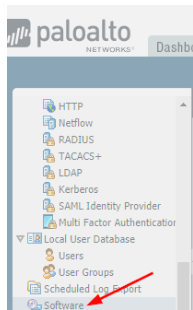 paloalto
NETWORKS®
Dashb
HTTP
Netflow
RADIUS
TACACS+
LDAP
Kerberos
SAML Identity Provider
Multi Factor Authentication
Local User Database
Users
User Groups
Scheduled Log Export
Software